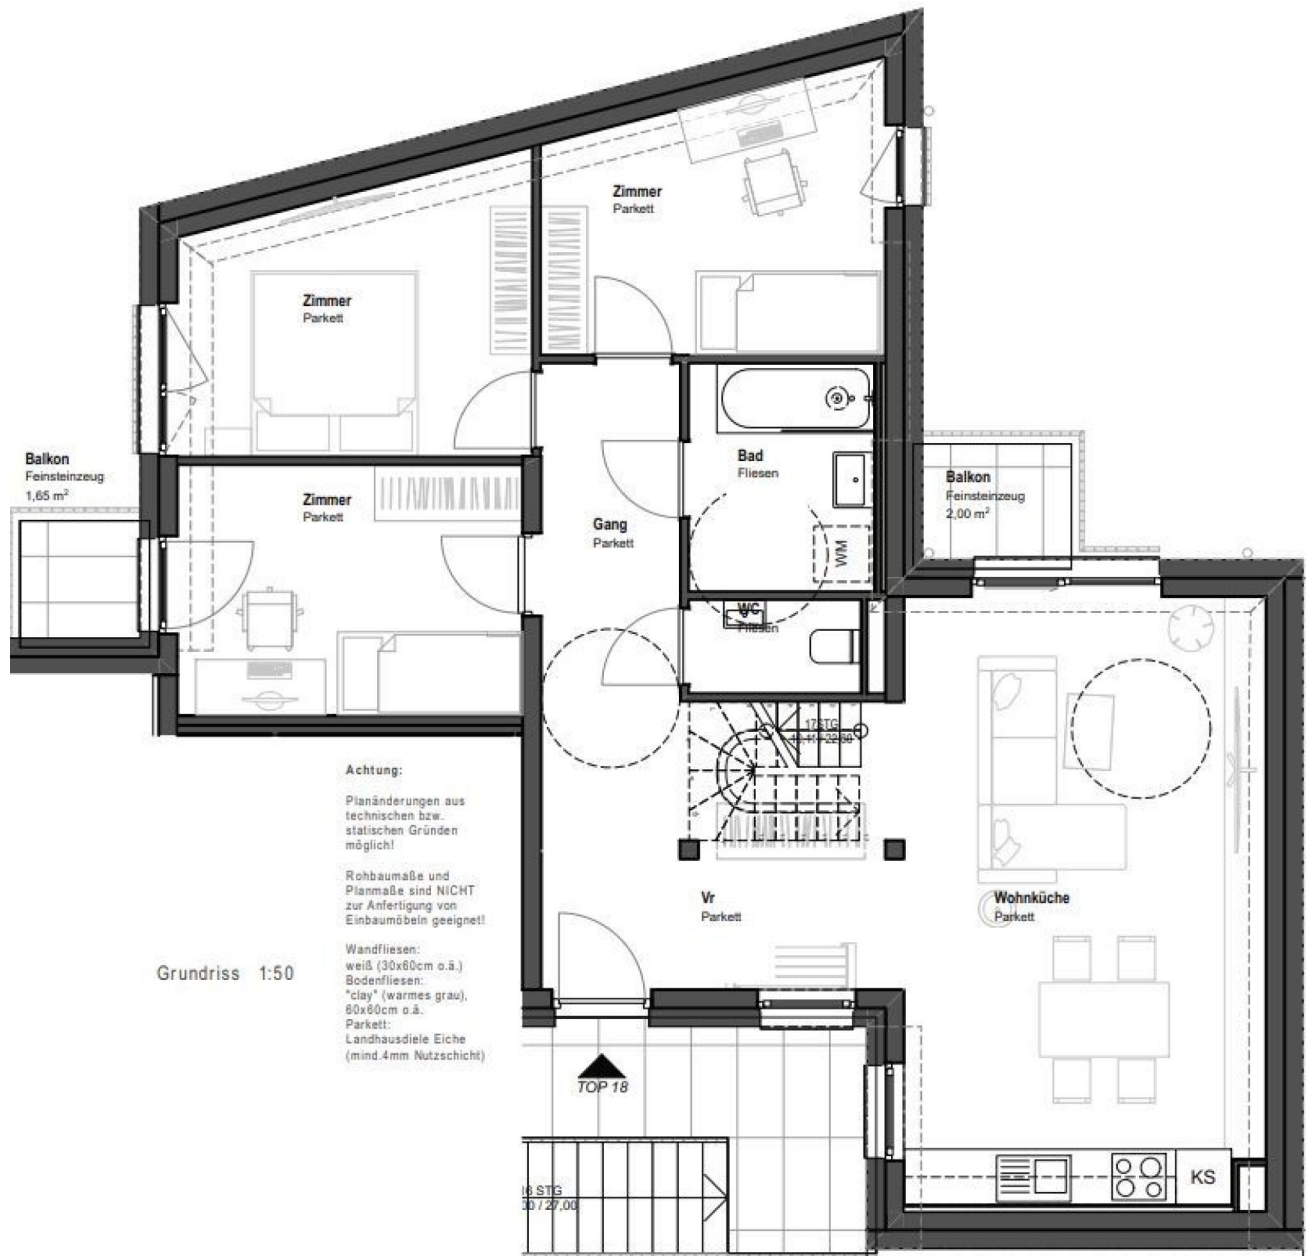 Zimmer
Parkett
Zimmer
Parkett
Balkon
Feinsteinzeug
1,65 m²
Zimmer
Parkett
Gang
Parkett
Bad
Fliesen
WM
Balkon
Feinsteinzeug
2,00 m²
WC
Fliesen
17STG
Achtung:
Planänderungen aus
technischen bzw.
statischen Gründen
möglich!
Rohbaumaße und
Planmaße sind NICHT
zur Anfertigung von
Einbaumöbeln geeignet!
Wandfliesen:
weiß (30x60cm o.ä.)
Bodenfliesen:
"clay" (warmes grau),
60x60cm o.ä.
Parkett:
Landhausdiele Eiche
(mind.4mm Nutzschicht)
Grundriss 1:50
Vr
Parkett
Wohnküche
Parkett
TOP 18
KS
STG
/ 27,00